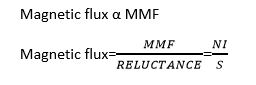 Magnetic flux α MMF
Magnetic flux=MMF/RELUCTANCE=NI/S